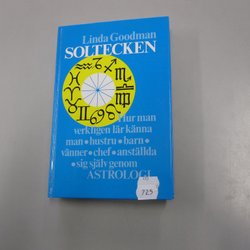 Linda Goodman
SOLTECKEN
Hur man
verkligen lär känna
man • hustru • barn •
vänner • chef • anställda
• sig själv genom
ASTROLOGI